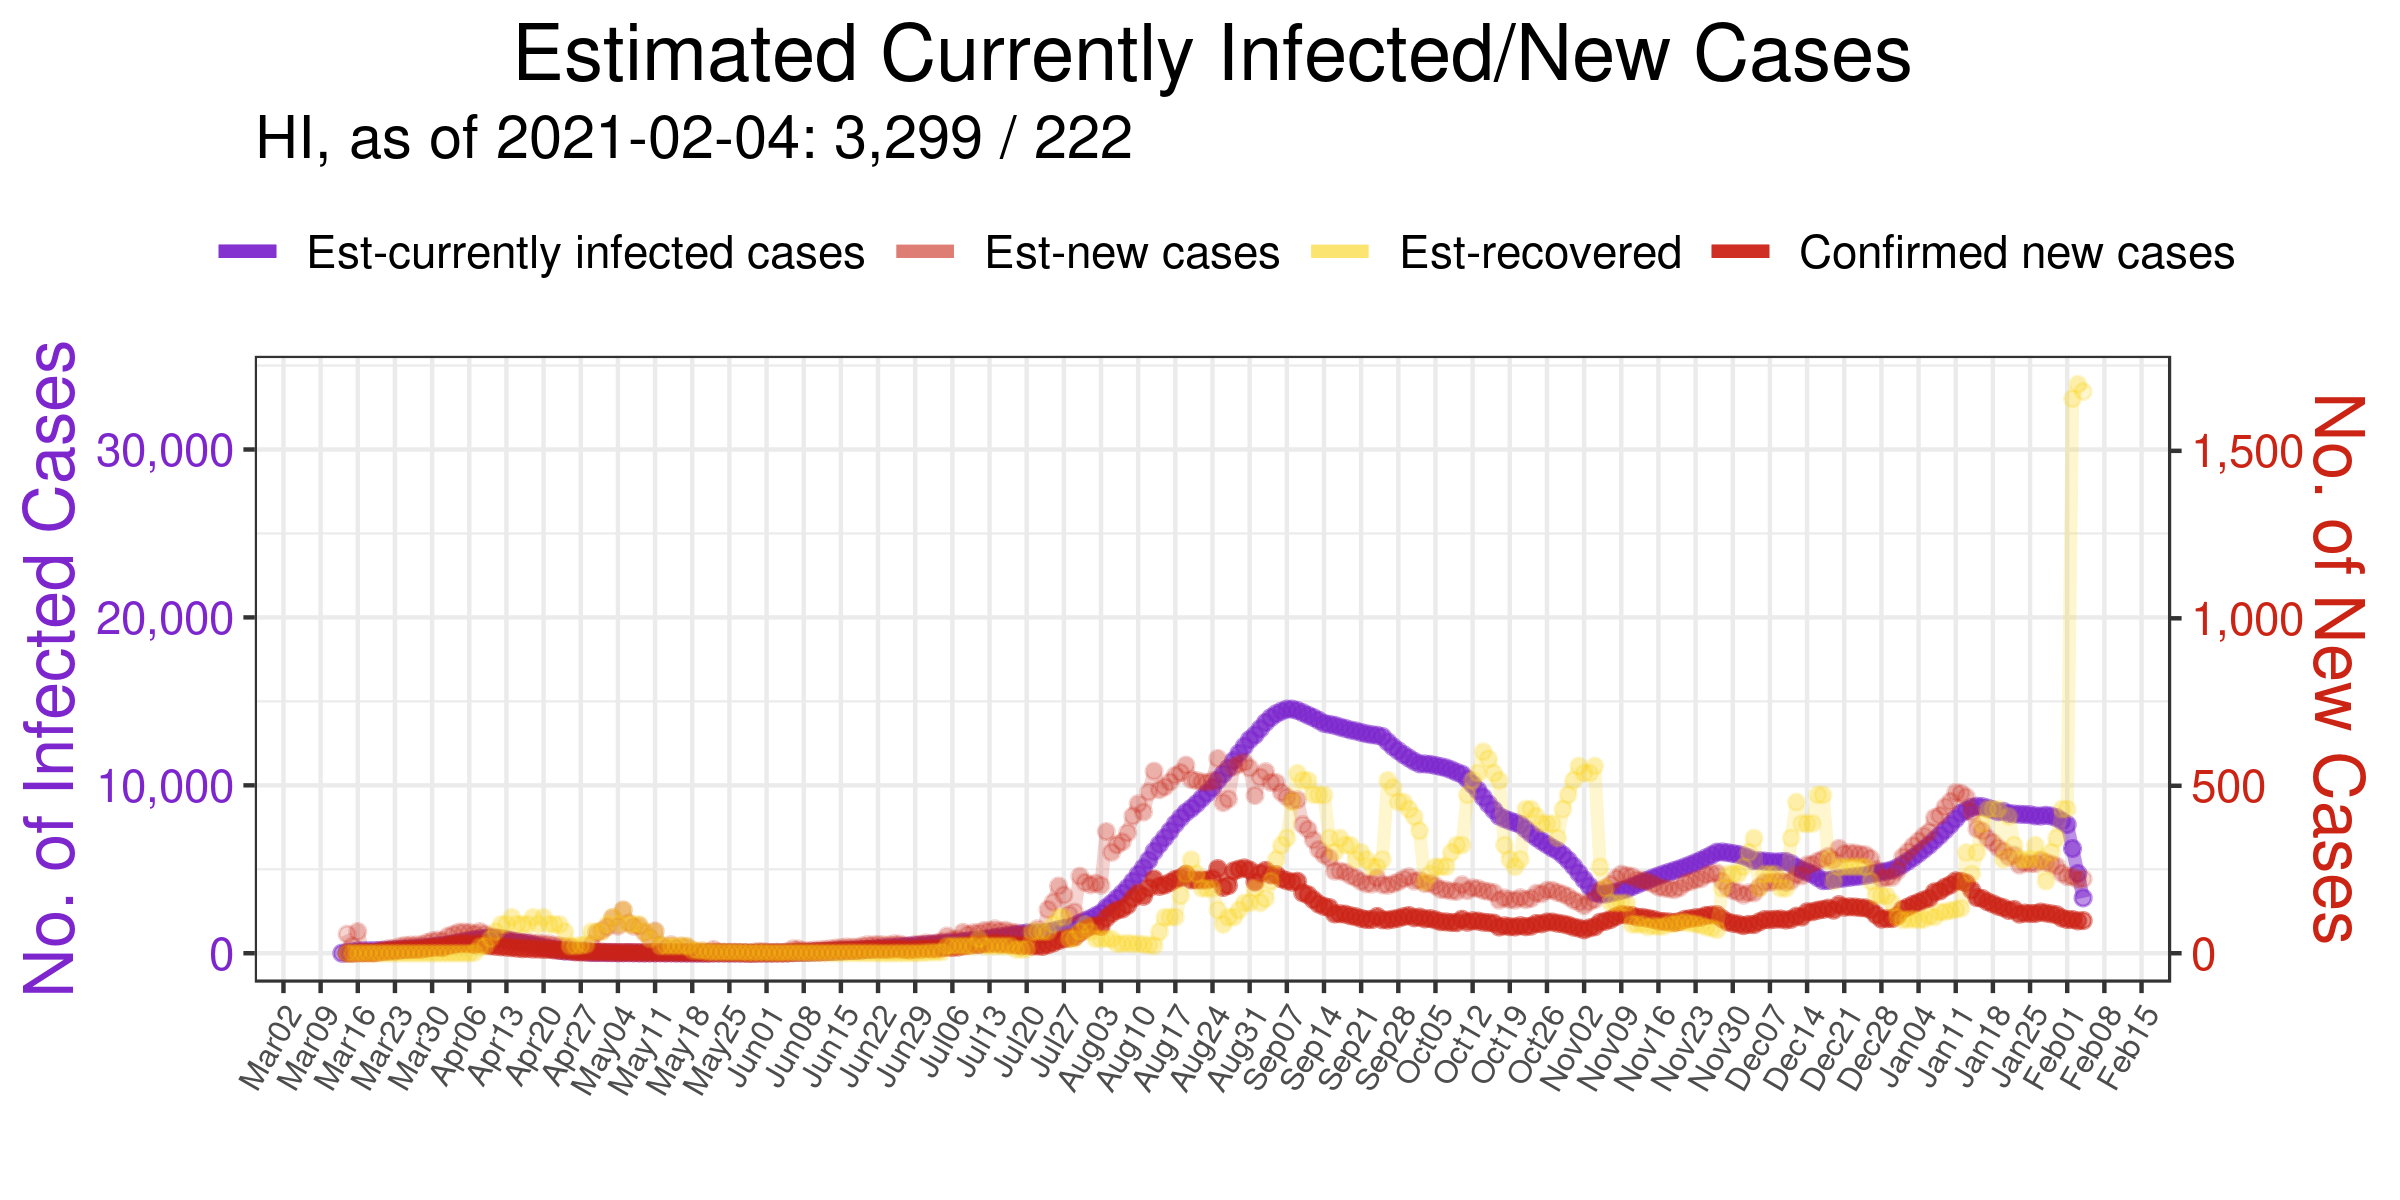 Estimated Currently Infected/New Cases
HI, as of 2021-02-04: 3,299 / 222
Est-currently infected cases
Est-new cases
Est-recovered
Confirmed new cases
No. of Infected Cases
30,000
20,000
10,000
0
1,500
1,000
500
0
No. of New Cases
Mar02
Mar09
Mar16
Mar23
Mar30
Apr06
Apr13
Apr20
Apr27
May04
May11
May18
May25
Jun01
Jun08
Jun15
Jun22
Jun29
Jul06
Jul13
Jul20
Jul27
Aug03
Aug10
Aug17
Aug24
Aug31
Sep07
Sep14
Sep21
Sep28
Oct05
Oct12
Oct19
Oct26
Nov02
Nov09
Nov16
Nov23
Nov30
Dec07
Dec14
Dec21
Dec28
Jan04
Jan11
Jan18
Jan25
Feb01
Feb08
Feb15